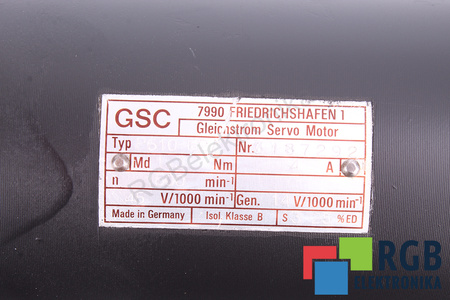 GSC 7990 FRIEDRICHSHAFEN 1
Gleichstrom Servo Motor
Typ Nr.
Md Nm A
n min-1
V/1000 min-1 Gen. V/1000 min-1
Made in Germany Isol. Klasse B S %ED
RGBelektronika
RGB
ELEKTRONIKA